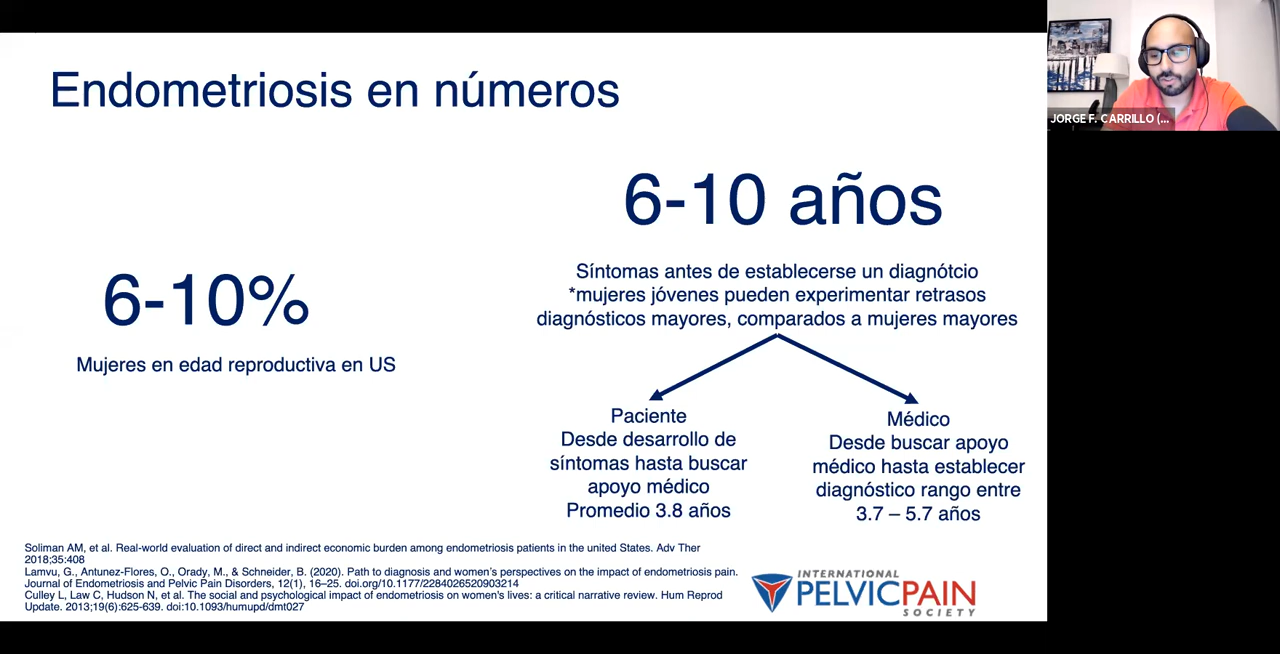 Endometriosis en números
6-10%
Mujeres en edad reproductiva en US
6-10 años
Síntomas antes de establecerse un diagnótcio
*mujeres jóvenes pueden experimentar retrasos
diagnósticos mayores, comparados a mujeres mayores
Paciente
Desde desarrollo de
síntomas hasta buscar
apoyo médico
Promedio 3.8 años
Médico
Desde buscar apoyo
médico hasta establecer
diagnóstico rango entre
3.7 – 5.7 años
Soliman AM, et al. Real-world evaluation of direct and indirect economic burden among endometriosis patients in the united States. Adv Ther
2018;35:408
Lamvu, G., Antunez-Flores, O., Orady, M., & Schneider, B. (2020). Path to diagnosis and women's perspectives on the impact of endometriosis pain.
Journal of Endometriosis and Pelvic Pain Disorders, 12(1), 16–25. doi.org/10.1177/2284026520903214
Culley L, Law C, Hudson N, et al. The social and psychological impact of endometriosis on women's lives: a critical narrative review. Hum Reprod
Update. 2013;19(6):625-639. doi:10.1093/humupd/dmt027
INTERNATIONAL
PELVICPAIN
SOCIETY
JORGE F. CARRILLO (...